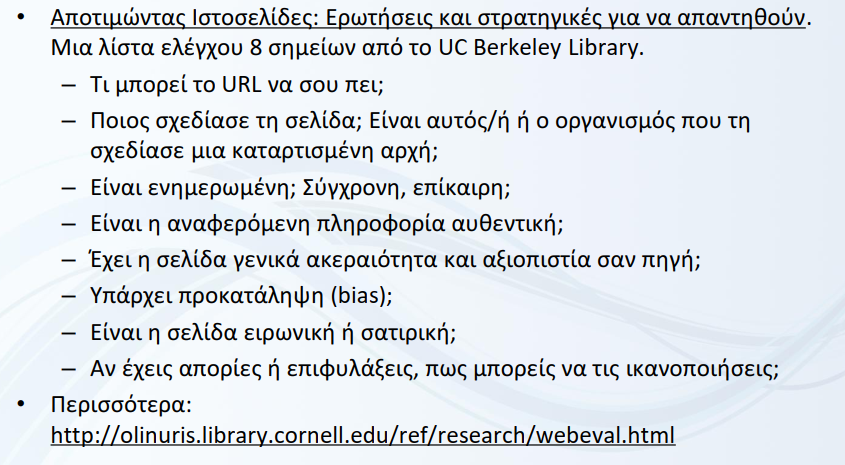 • Αποτιμώντας Ιστοσελίδες: Ερωτήσεις και στρατηγικές για να απαντηθούν.
Μια λίστα ελέγχου 8 σημείων από το UC Berkeley Library.
– Τι μπορεί το URL να σου πει;
– Ποιος σχεδίασε τη σελίδα; Είναι αυτός/ή ή ο οργανισμός που τη
σχεδίασε μια καταρτισμένη αρχή;
– Είναι ενημερωμένη; Σύγχρονη, επίκαιρη;
– Είναι η αναφερόμενη πληροφορία αυθεντική;
– Έχει η σελίδα γενικά ακεραιότητα και αξιοπιστία σαν πηγή;
– Υπάρχει προκατάληψη (bias);
– Είναι η σελίδα ειρωνική ή σατιρική;
– Αν έχεις απορίες ή επιφυλάξεις, πως μπορείς να τις ικανοποιήσεις;
• Περισσότερα:
http://olinuris.library.cornell.edu/ref/research/webeval.html